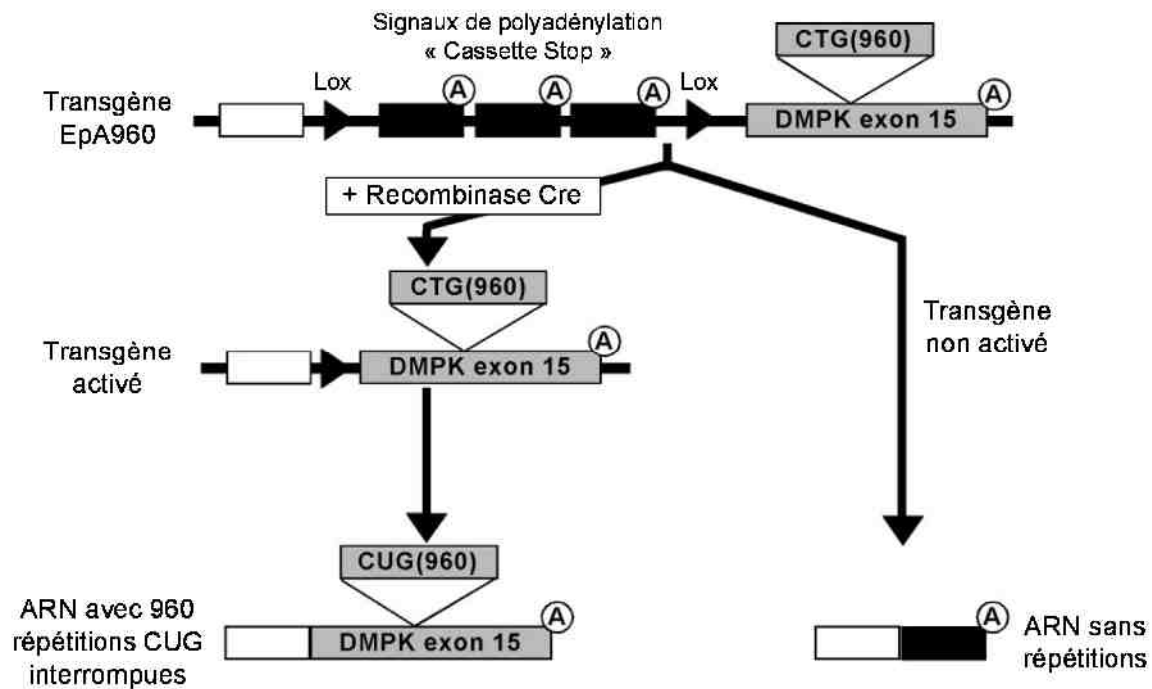 Signaux de polyadénylation
« Cassette Stop »
CTG(960)
Lox
A
A
A
Lox
A
Transgène
EpA960
DMPK exon 15
+ Recombinase Cre
CTG(960)
Transgène
non activé
Transgène
activé
A
DMPK exon 15
CUG(960)
ARN avec 960
répétitions CUG
interrompues
A
DMPK exon 15
A
ARN sans
répétitions